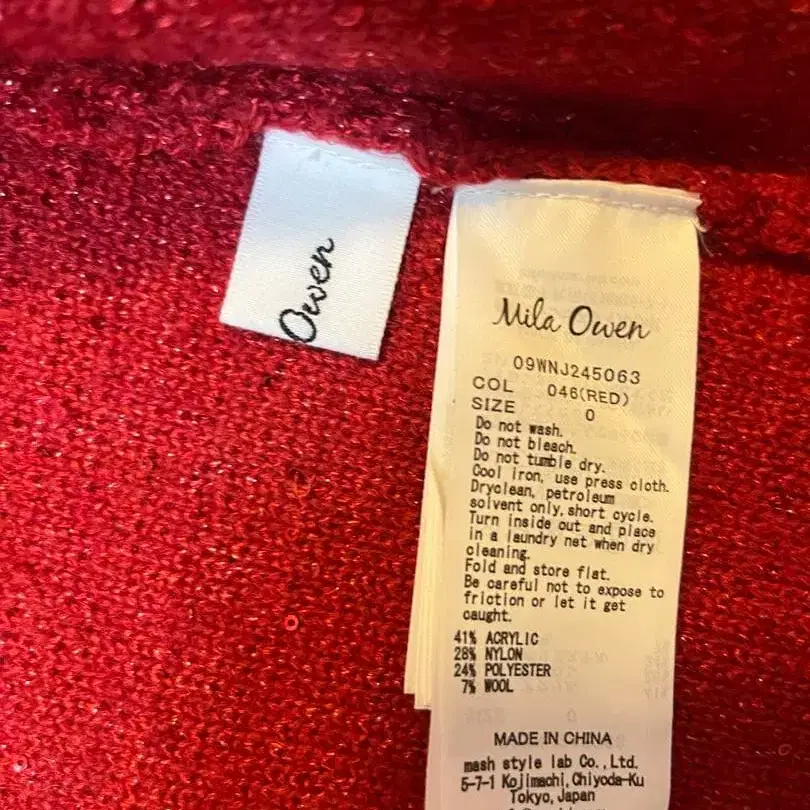 Owen
Mila Owen
09WNJ245063
COL 046(RED)
SIZE 0
Do not wash.
Do not bleach.
Do not tumble dry.
Cool iron, use press cloth.
Dryclean, petroleum
solvent only, short cycle.
Turn inside out and place
in a laundry net when dry
cleaning.
Fold and store flat.
Be careful not to expose to
friction or let it get
caught.
41% ACRYLIC
28% NYLON
24% POLYESTER
7% WOOL
MADE IN CHINA
mash style lab Co.,Ltd.
5-7-1 Kojimachi,Chiyoda-Ku
Tokyo,Japan